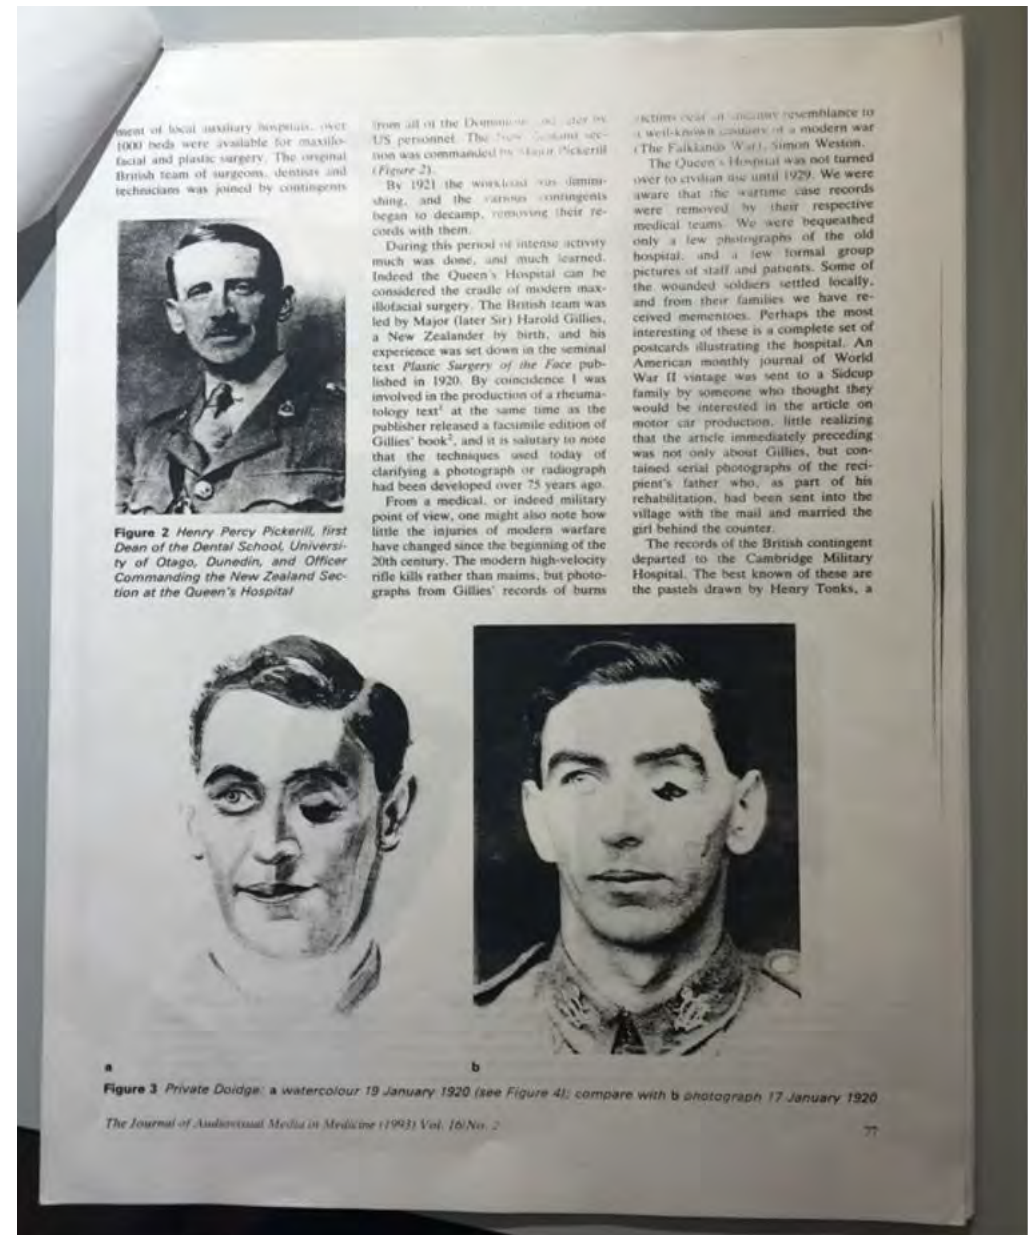 ment of local auxiliary hospitals, over
1000 beds were available for maxillo-
facial and plastic surgery. The original
British team of surgeons, dentists and
technicians was joined by contingents
Figure 2 Henry Percy Pickerill, first
Dean of the Dental School, Universi-
ty of Otago, Dunedin, and Officer
Commanding the New Zealand Sec-
tion at the Queen's Hospital
from all of the Dominions and later by
US personnel. The New Zealand sec-
tion was commanded by Major Pickerill
(Figure 2).
By 1921 the workload was dimini-
shing, and the various contingents
began to decamp, removing their re-
cords with them.
During this period of intense activity
much was done, and much learned.
Indeed the Queen's Hospital can be
considered the cradle of modern max-
illofacial surgery. The British team was
led by Major (later Sir) Harold Gillies,
a New Zealander by birth, and his
experience was set down in the seminal
text Plastic Surgery of the Face pub-
lished in 1920. By coincidence I was
involved in the production of a rheuma-
tology text¹ at the same time as the
publisher released a facsimile edition of
Gillies' book², and it is salutary to note
that the techniques used today of
clarifying a photograph or radiograph
had been developed over 75 years ago.
From a medical, or indeed military
point of view, one might also note how
little the injuries of modern warfare
have changed since the beginning of the
20th century. The modern high-velocity
rifle kills rather than maims, but photo-
graphs from Gillies' records of burns
victims bear an uncanny resemblance to
a well-known casualty of a modern war
(The Falklands War), Simon Weston.
The Queen's Hospital was not turned
over to civilian use until 1929. We were
aware that the wartime case records
were removed by their respective
medical teams. We were bequeathed
only a few photographs of the old
hospital, and a few formal group
pictures of staff and patients. Some of
the wounded soldiers settled locally,
and from their families we have re-
ceived mementoes. Perhaps the most
interesting of these is a complete set of
postcards illustrating the hospital. An
American monthly journal of World
War II vintage was sent to a Sidcup
family by someone who thought they
would be interested in the article on
motor car production, little realizing
that the article immediately preceding
was not only about Gillies, but con-
tained serial photographs of the reci-
pient's father who, as part of his
rehabilitation, had been sent into the
village with the mail and married the
girl behind the counter.
The records of the British contingent
departed to the Cambridge Military
Hospital. The best known of these are
the pastels drawn by Henry Tonks, a
a
b
Figure 3 Private Doidge: a watercolour 19 January 1920 (see Figure 4); compare with b photograph 17 January 1920
The Journal of Audiovisual Media in Medicine (1993) Vol. 16/No. 2
77